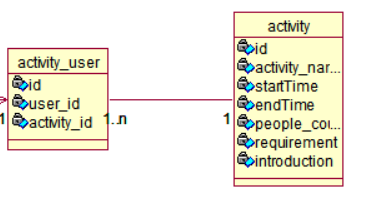 activity_user
id
user_id
activity_id
1
1..n
1
activity
id
activity_nar...
startTime
endTime
people_cou...
requirement
introduction